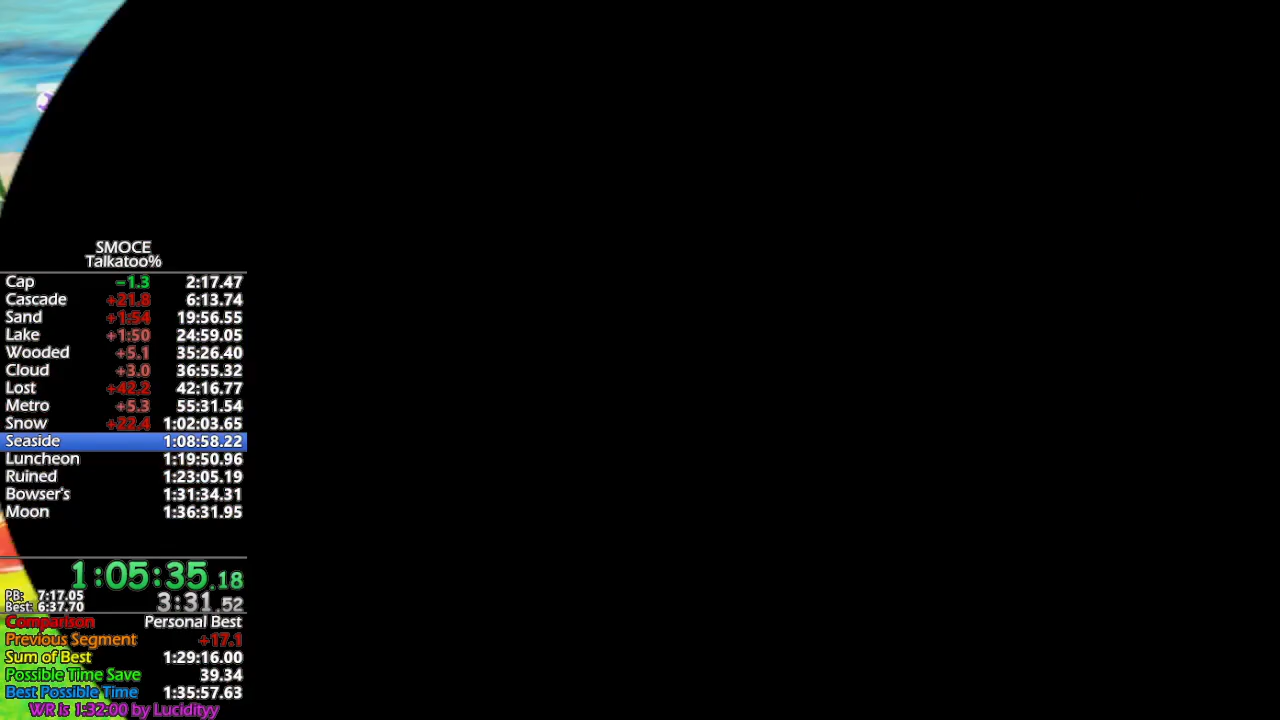 SMOCE
Talkatoo%
Cap -1.3 2:17.47
Cascade +21.8 6:13.74
Sand +1:54 19:56.55
Lake +1:50 24:59.05
Wooded +5.1 35:26.40
Cloud +3.0 36:55.32
Lost +42.2 42:16.77
Metro +5.3 55:31.54
Snow +22.4 1:02:03.65
Seaside 1:08:58.22
Luncheon 1:19:50.96
Ruined 1:23:05.19
Bowser's 1:31:34.31
Moon 1:36:31.95
1:05:35.18
PB: 7:17.05
Best: 6:37.70
3:31.52
Comparison Personal Best
Previous Segment +17.1
Sum of Best 1:29:16.00
Possible Time Save 39.34
Best Possible Time 1:35:57.63
WR is 1:32:00 by Lucidityy